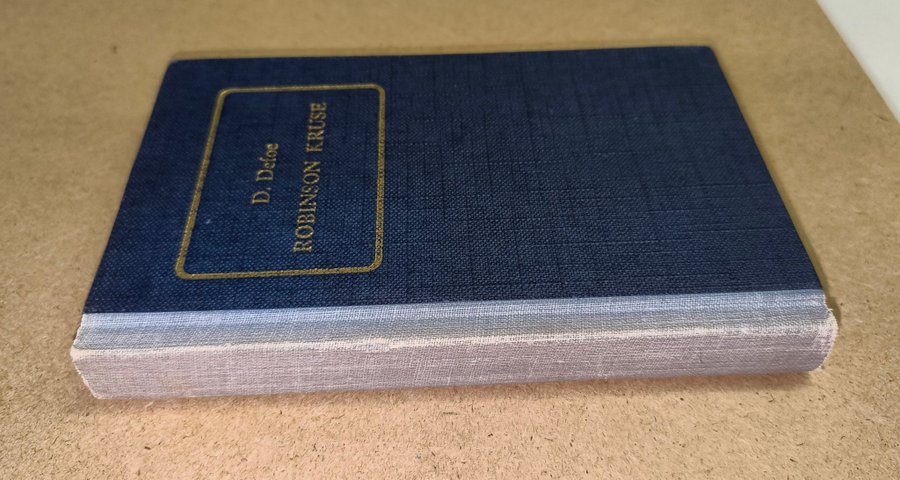 D. Defoe
ROBINSON KRUSE